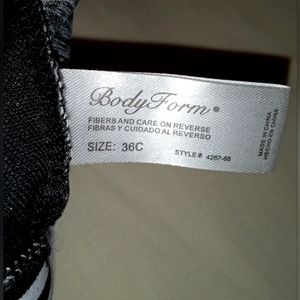 BodyForm®
FIBERS AND CARE ON REVERSE
FIBRAS Y CUIDADO AL REVERSO
SIZE: 36C
STYLE# 4267-65
MADE IN CHINA
HECHO EN CHINA